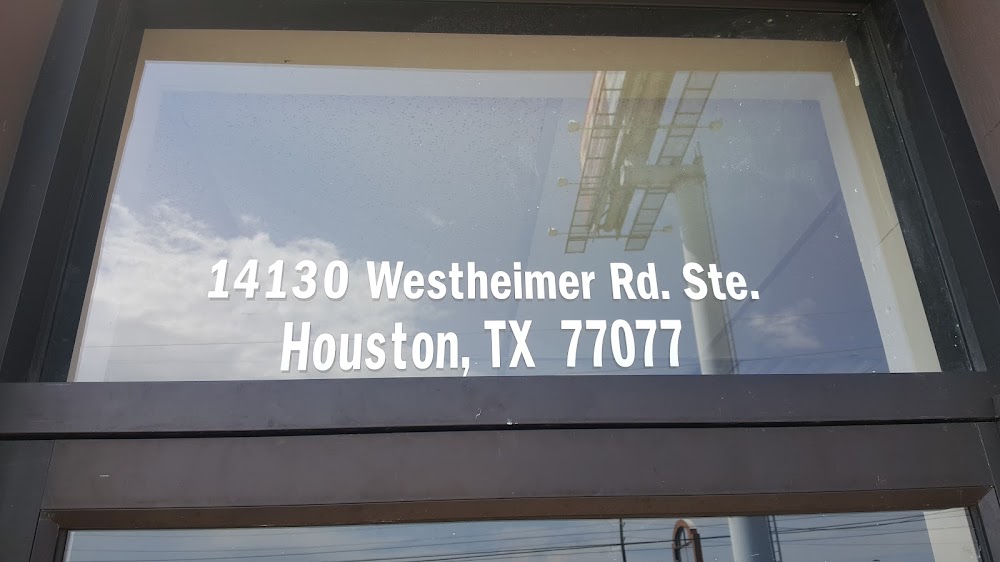 14130 Westheimer Rd. Ste.
Houston, TX 77077